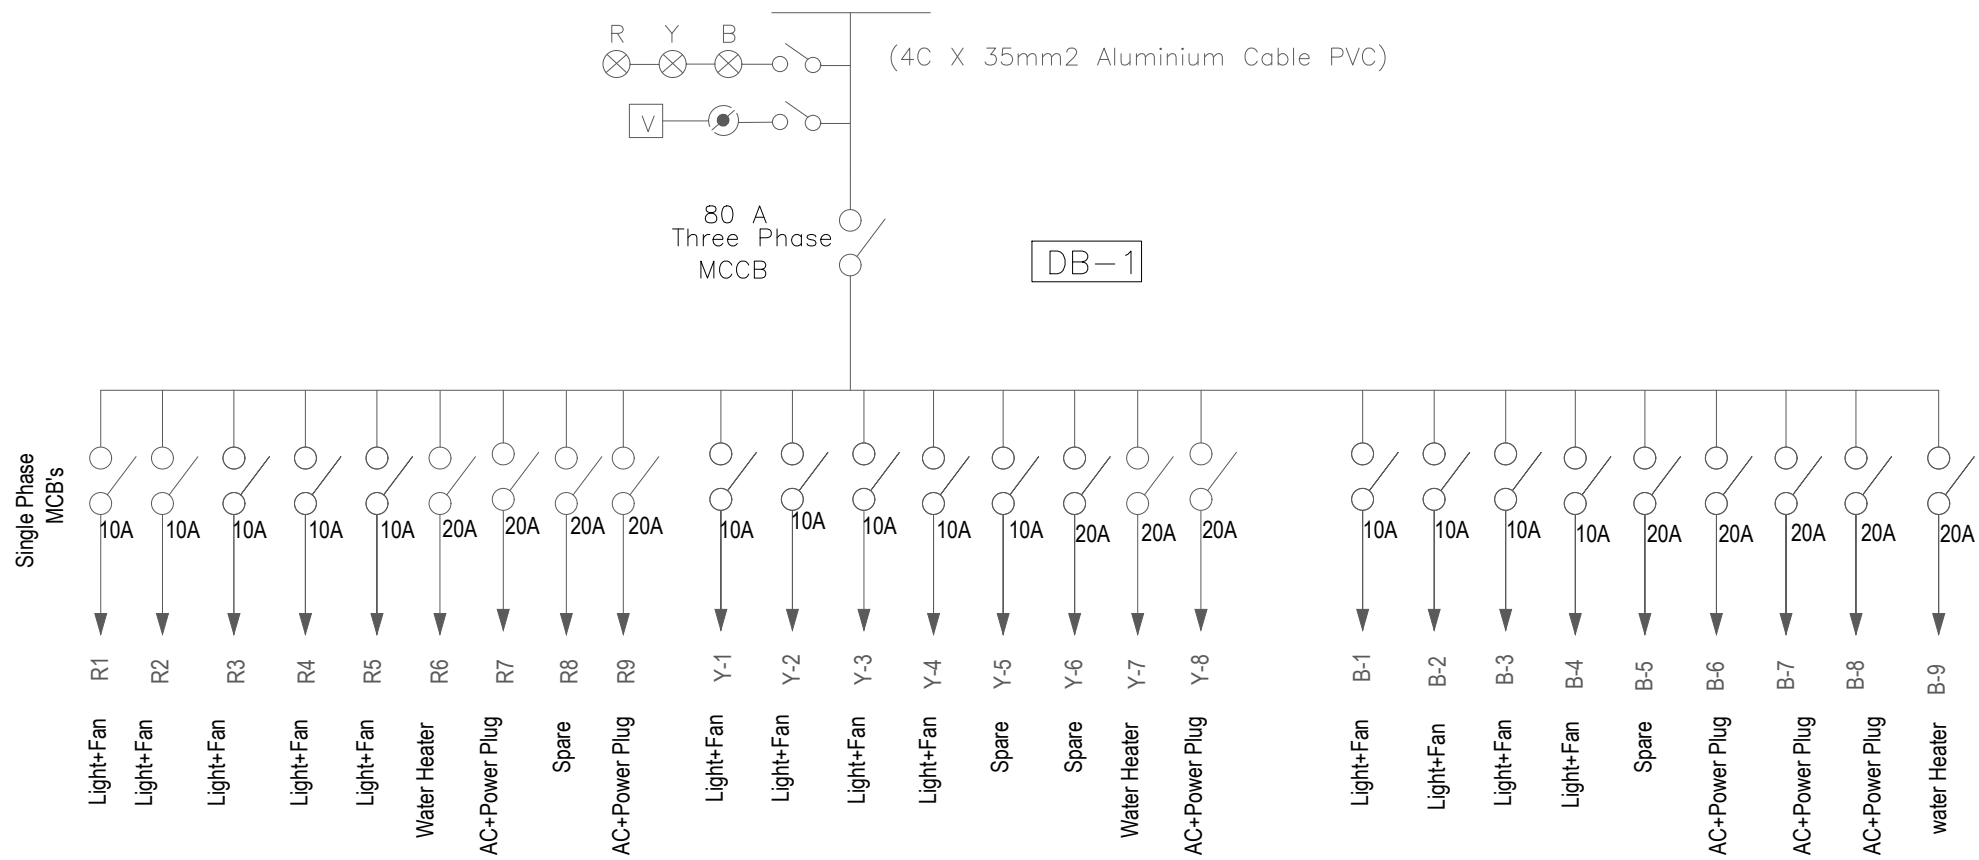 R Y B
(4C X 35mm2 Aluminium Cable PVC)
V
80 A
Three Phase
MCCB
DB-1
Single Phase
MCB's
10A 10A 10A 10A 10A 20A 20A 20A 20A 10A 10A 10A 10A 10A 20A 20A 20A 10A 10A 10A 10A 20A 20A 20A 20A 20A
R1 R2 R3 R4 R5 R6 R7 R8 R9 Y-1 Y-2 Y-3 Y-4 Y-5 Y-6 Y-7 Y-8 B-1 B-2 B-3 B-4 B-5 B-6 B-7 B-8 B-9
Light+Fan
Light+Fan
Light+Fan
Light+Fan
Light+Fan
Water Heater
AC+Power Plug
Spare
AC+Power Plug
Light+Fan
Light+Fan
Light+Fan
Light+Fan
Spare
Spare
Water Heater
AC+Power Plug
Light+Fan
Light+Fan
Light+Fan
Light+Fan
Spare
AC+Power Plug
AC+Power Plug
AC+Power Plug
water Heater